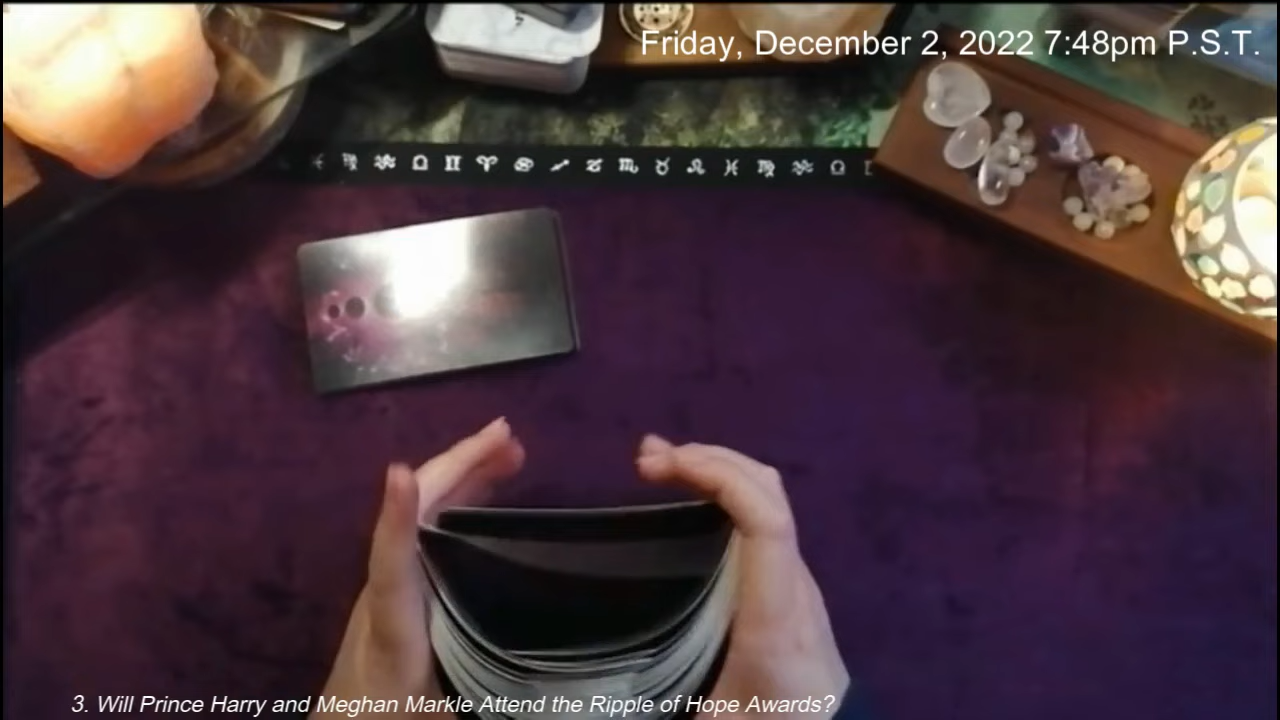 Friday, December 2, 2022 7:48pm P.S.T.
♓ ♍ ♒ ♎ ♊ ♈ ♋ ♐ ♑ ♏ ♉ ♌ ♓ ♍ ♒ ♎
3. Will Prince Harry and Meghan Markle Attend the Ripple of Hope Awards?